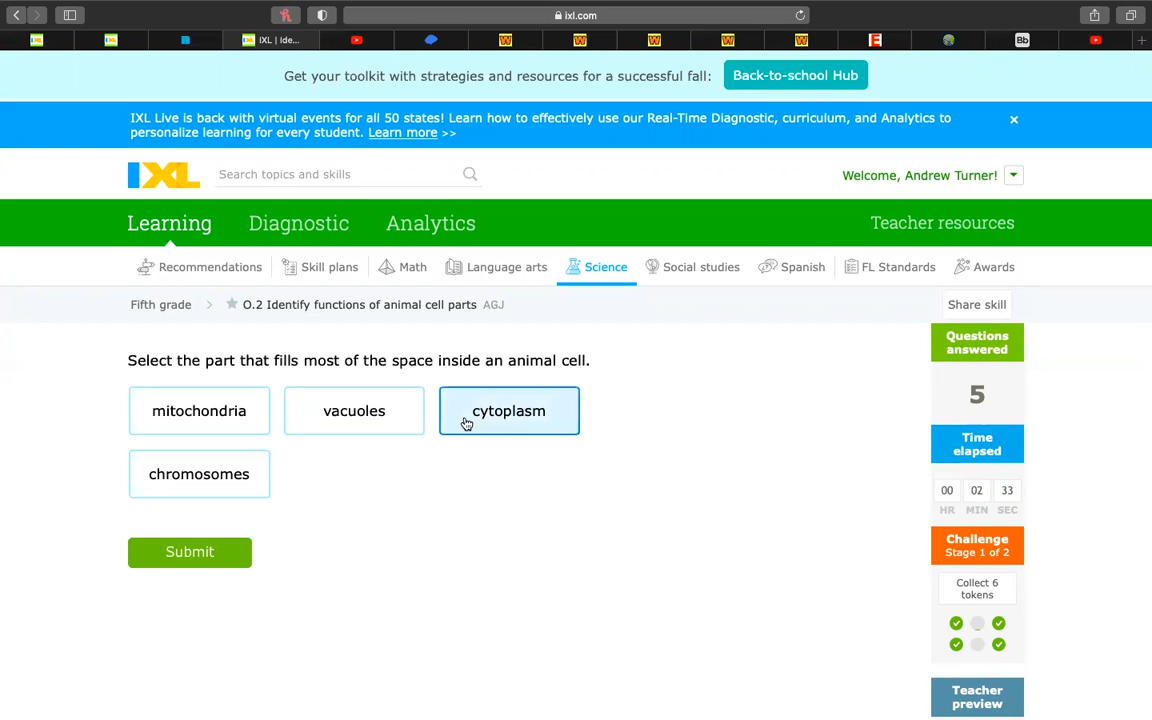 ixl.com
IXL | Ide...
E
Bb
Get your toolkit with strategies and resources for a successful fall: Back-to-school Hub
IXL Live is back with virtual events for all 50 states! Learn how to effectively use our Real-Time Diagnostic, curriculum, and Analytics to
personalize learning for every student. Learn more >>
IXL Search topics and skills Welcome, Andrew Turner!
Learning Diagnostic Analytics Teacher resources
Recommendations Skill plans Math Language arts Science Social studies Spanish FL Standards Awards
Fifth grade > O.2 Identify functions of animal cell parts AGJ Share skill
Select the part that fills most of the space inside an animal cell.
mitochondria vacuoles cytoplasm
chromosomes
Submit
Questions
answered
5
Time
elapsed
00 02 33
HR MIN SEC
Challenge
Stage 1 of 2
Collect 6
tokens
Teacher
preview